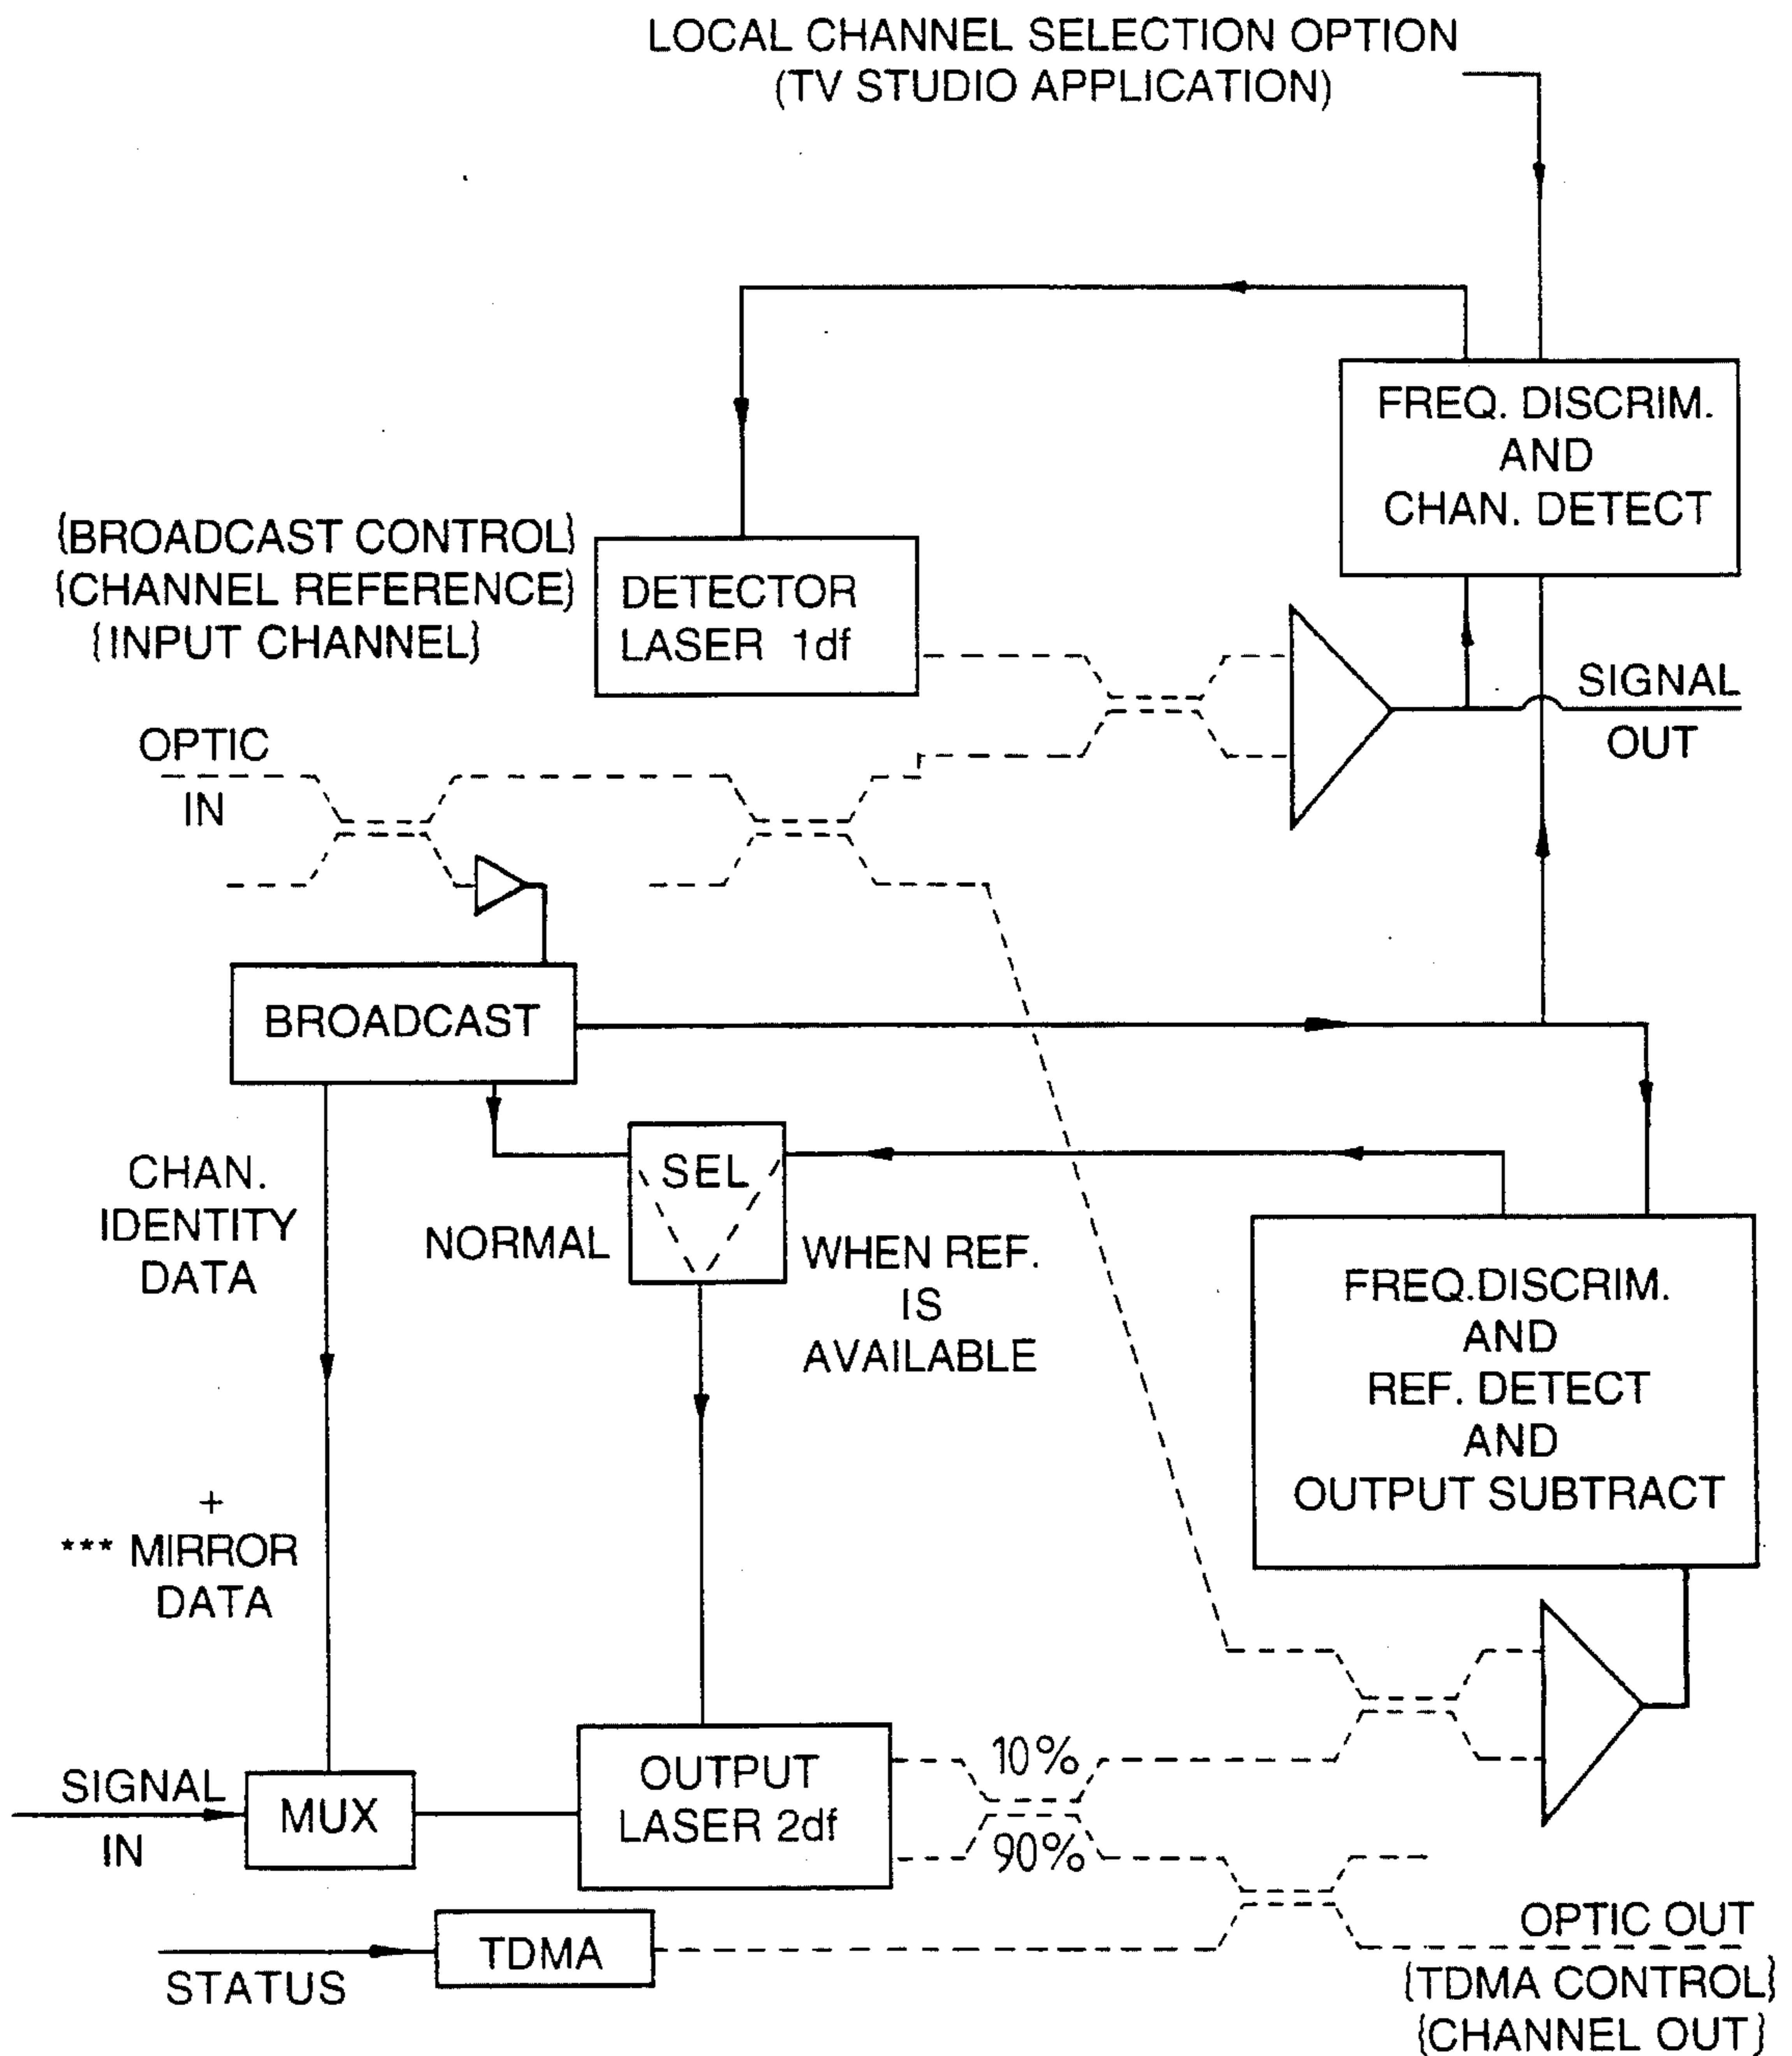 LOCAL CHANNEL SELECTION OPTION
(TV STUDIO APPLICATION)
FREQ. DISCRIM.
AND
CHAN. DETECT
{BROADCAST CONTROL}
{CHANNEL REFERENCE}
{INPUT CHANNEL}
DETECTOR
LASER 1df
SIGNAL
OUT
OPTIC
IN
BROADCAST
CHAN.
IDENTITY
DATA
SEL
NORMAL
WHEN REF.
IS
AVAILABLE
FREQ.DISCRIM.
AND
REF. DETECT
AND
OUTPUT SUBTRACT
+
*** MIRROR
DATA
SIGNAL
IN
MUX
OUTPUT
LASER 2df
10%
90%
STATUS
TDMA
OPTIC OUT
{TDMA CONTROL}
{CHANNEL OUT}